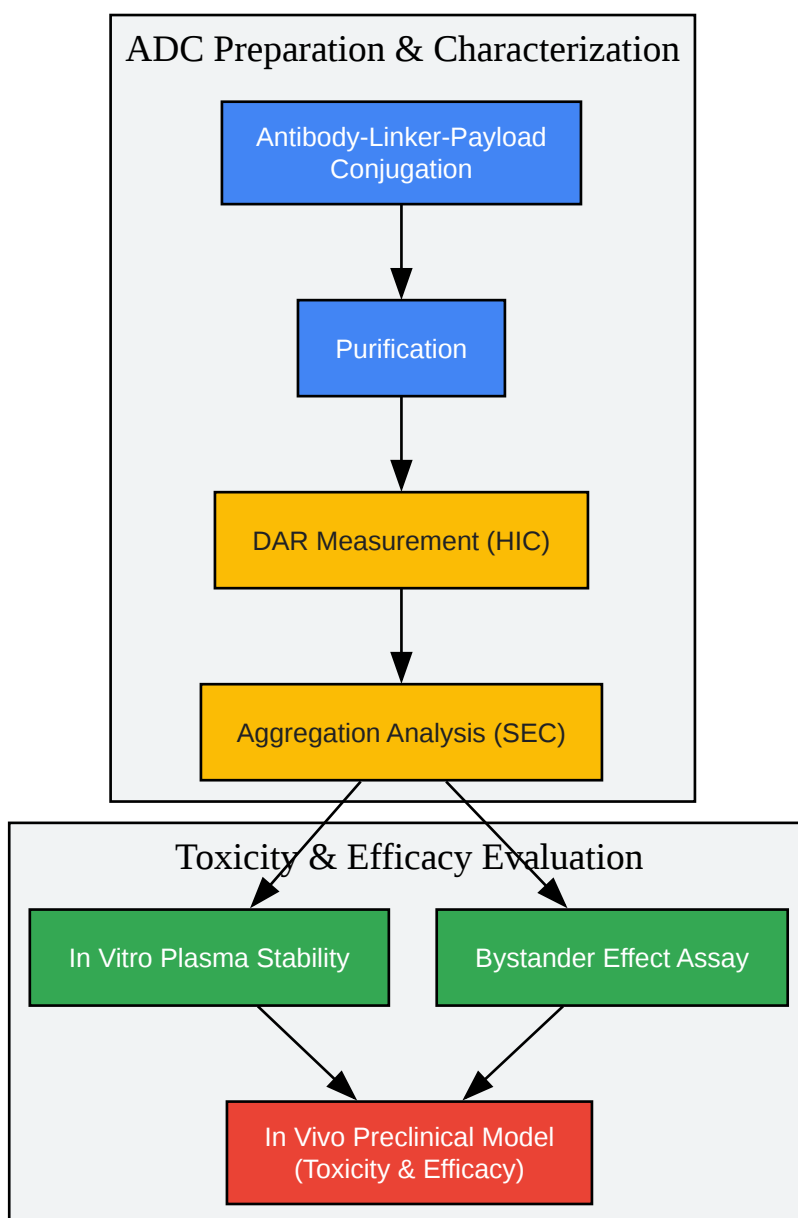 ADC Preparation & Characterization
Antibody-Linker-Payload
Conjugation
Purification
DAR Measurement (HIC)
Aggregation Analysis (SEC)
Toxicity & Efficacy Evaluation
In Vitro Plasma Stability
Bystander Effect Assay
In Vivo Preclinical Model
(Toxicity & Efficacy)